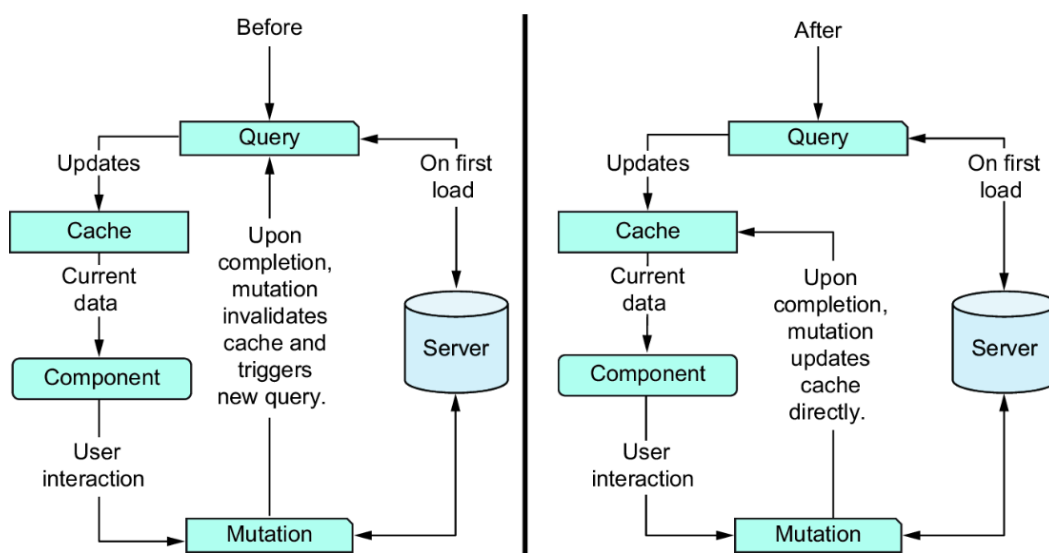 Before
Query
Updates
On first
load
Cache
Upon
completion,
mutation
invalidates
cache and
triggers
new query.
Current
data
Server
Component
User
interaction
Mutation
After
Query
Updates
On first
load
Cache
Current
data
Upon
completion,
mutation
updates
cache
directly.
Server
Component
User
interaction
Mutation